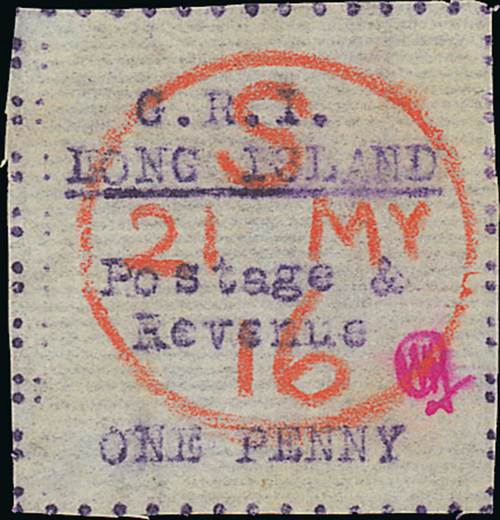 G.R.I.
LONG ISLAND
Postage &
Revenue
ONE PENNY
S
21 MY
16